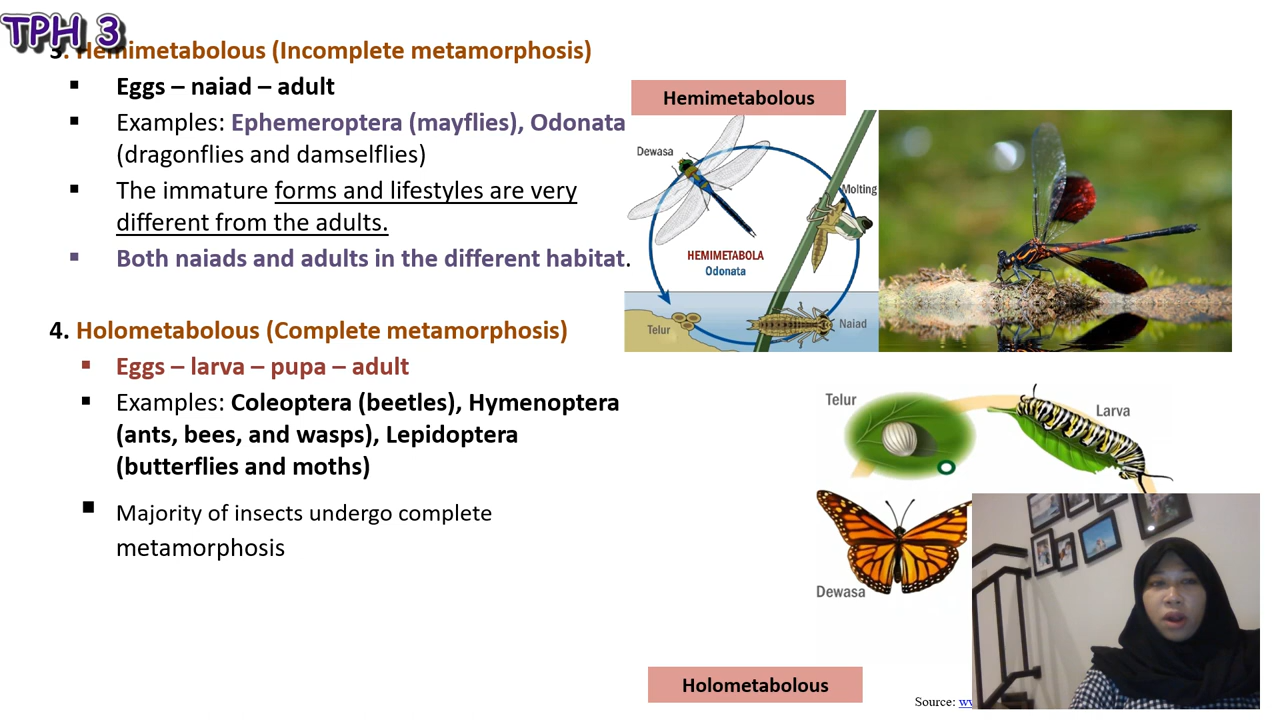 TPH 3
3. Hemimetabolous (Incomplete metamorphosis)
▪ Eggs – naiad – adult
▪ Examples: Ephemeroptera (mayflies), Odonata
(dragonflies and damselflies)
▪ The immature forms and lifestyles are very
different from the adults.
▪ Both naiads and adults in the different habitat.
4. Holometabolous (Complete metamorphosis)
▪ Eggs – larva – pupa – adult
▪ Examples: Coleoptera (beetles), Hymenoptera
(ants, bees, and wasps), Lepidoptera
(butterflies and moths)
▪ Majority of insects undergo complete
metamorphosis
Hemimetabolous
Dewasa
Molting
HEMIMETABOLA
Odonata
Telur
Naiad
Telur
Larva
Dewasa
Holometabolous
Source: